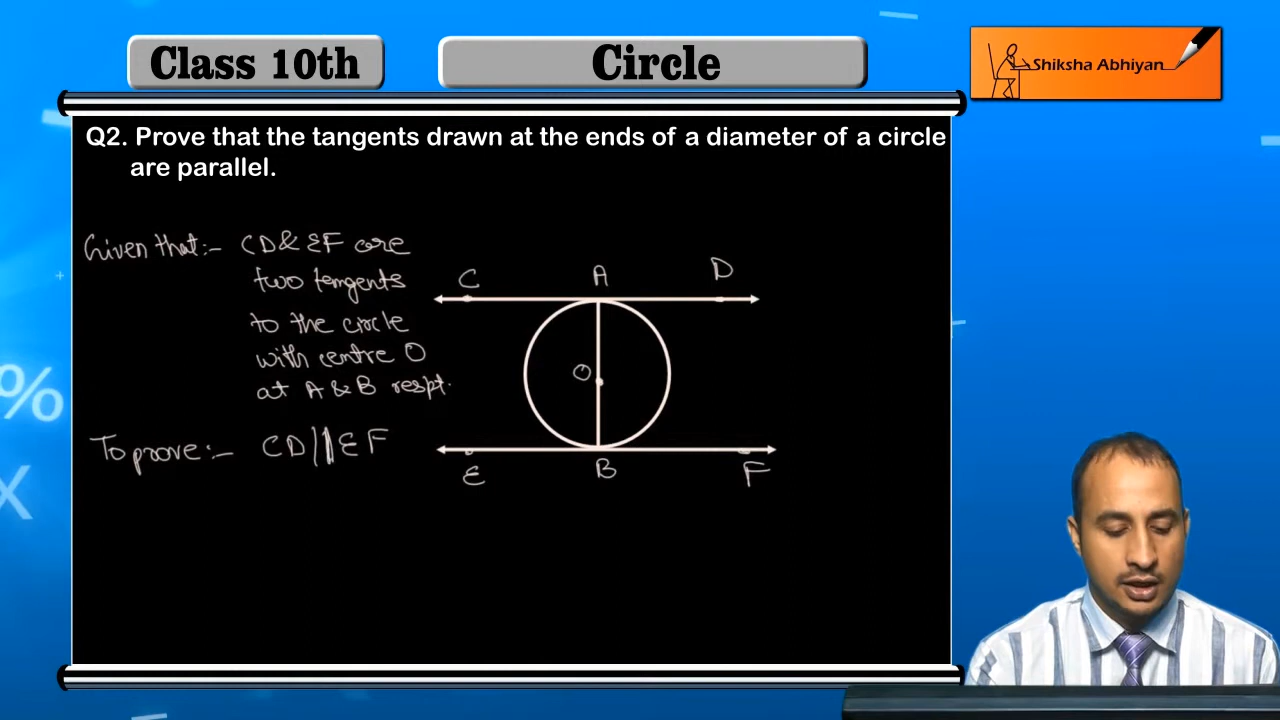 Class 10th
Circle
Shiksha Abhiyan
Q2. Prove that the tangents drawn at the ends of a diameter of a circle
are parallel.
Given that:- CD & EF are
two tangents
to the circle
with centre O
at A & B respt.
To prove:- CD || EF
C A D
O
E B F
%
X